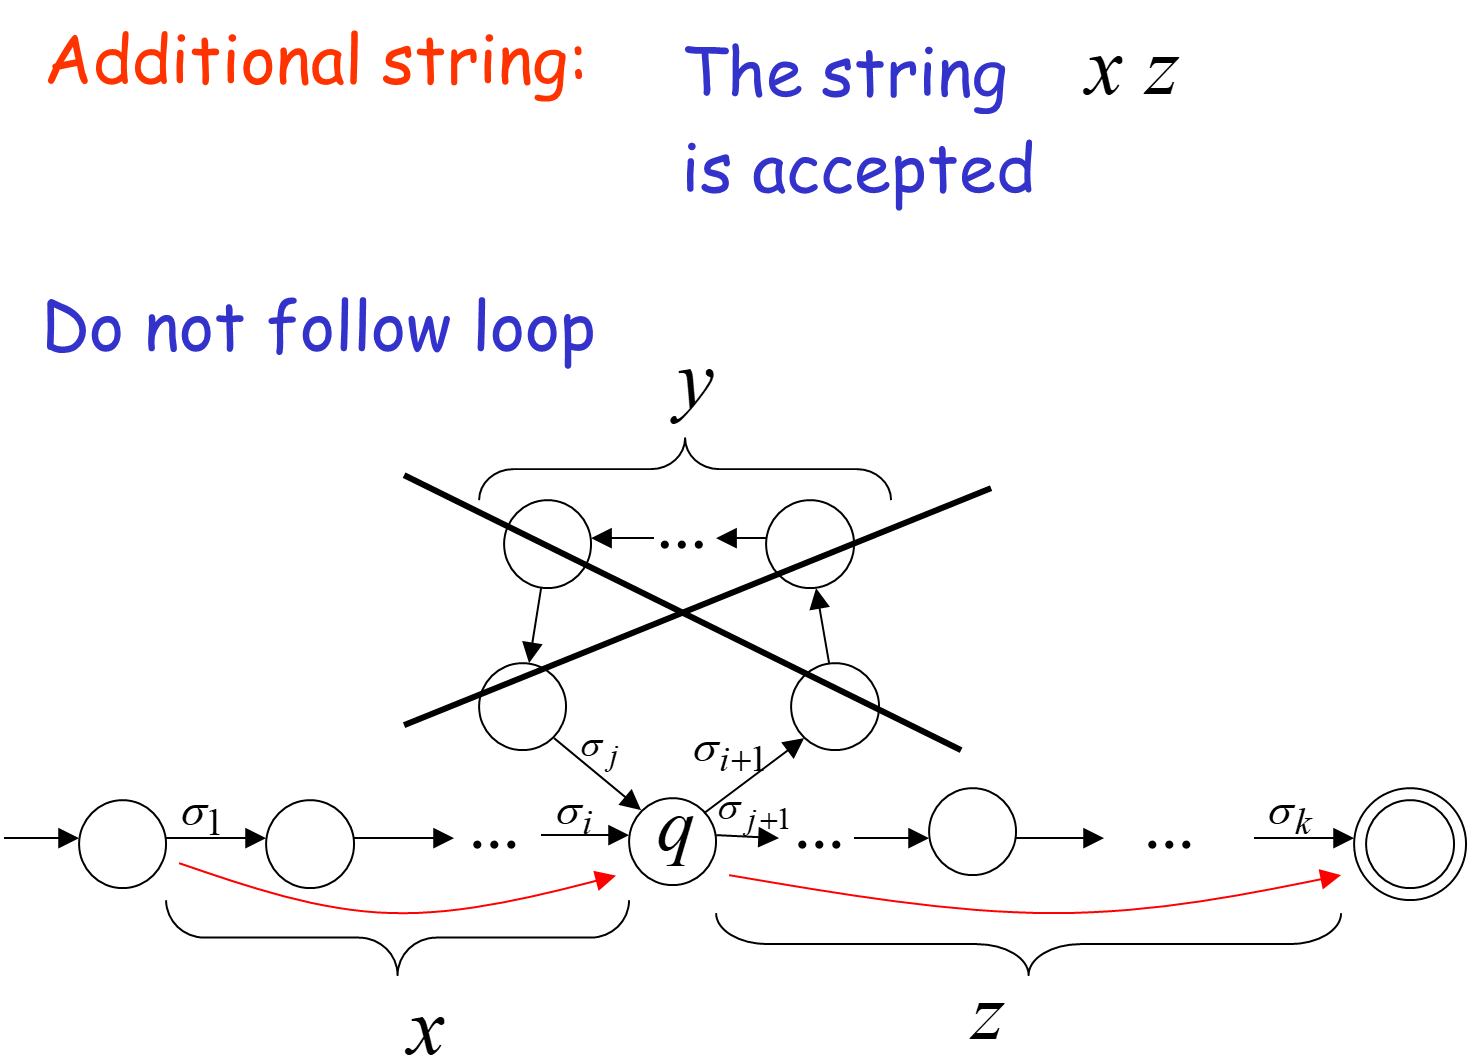 Additional string: The string x z
is accepted
Do not follow loop
y
...
σj σi+1
σ1 ... σi q σj+1 ... ... σk
x z